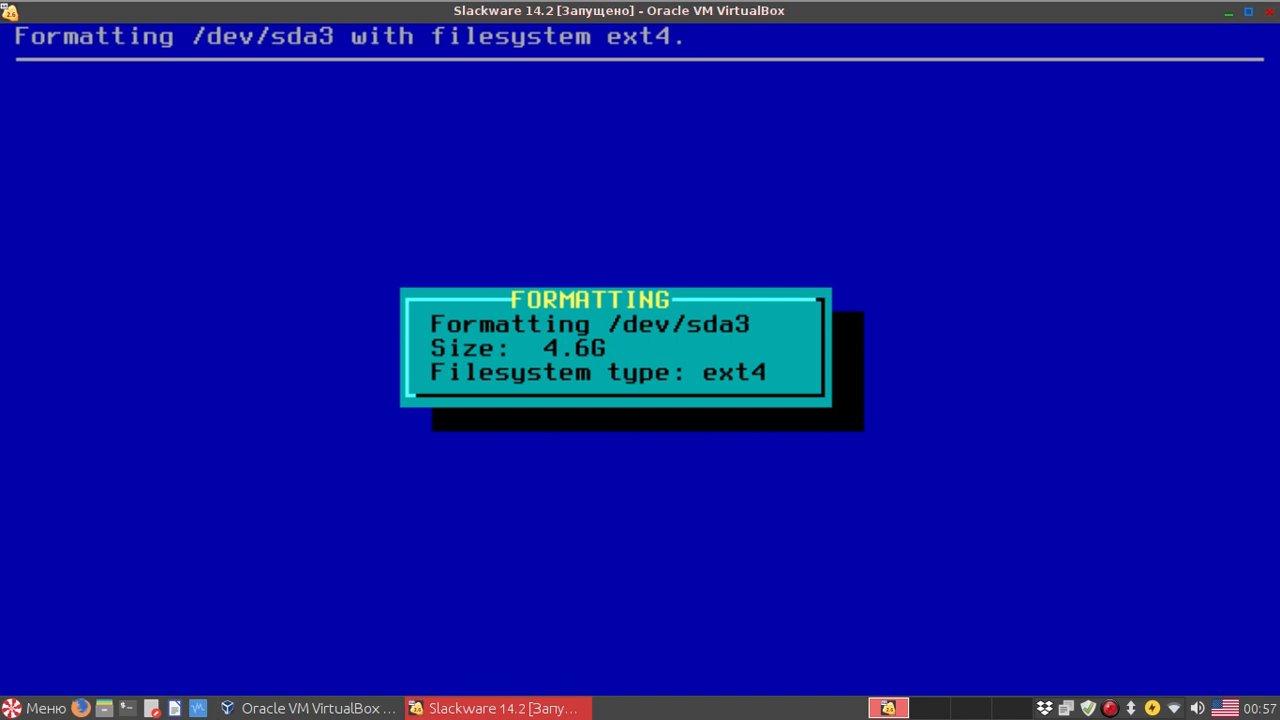 Slackware 14.2 [Запущено] - Oracle VM VirtualBox
Formatting /dev/sda3 with filesystem ext4.
FORMATTING
Formatting /dev/sda3
Size:  4.6G
Filesystem type: ext4
Меню
Oracle VM VirtualBox ...
Slackware 14.2 [Запу...
00:57